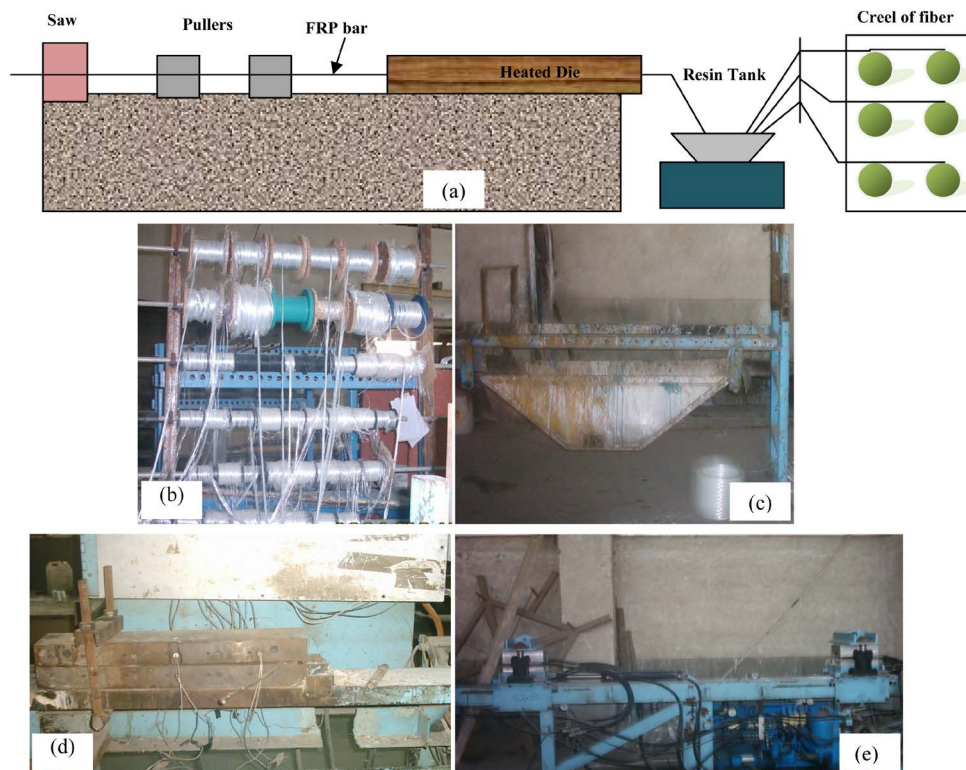 Saw
Pullers
FRP bar
Heated Die
Resin Tank
Creel of fiber
(a)
(b)
(c)
(d)
(e)